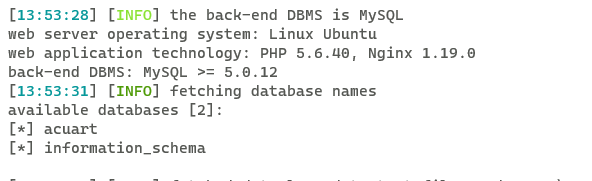 [13:53:28] [INFO] the back-end DBMS is MySQL
web server operating system: Linux Ubuntu
web application technology: PHP 5.6.40, Nginx 1.19.0
back-end DBMS: MySQL >= 5.0.12
[13:53:31] [INFO] fetching database names
available databases [2]:
[*] acuart
[*] information_schema